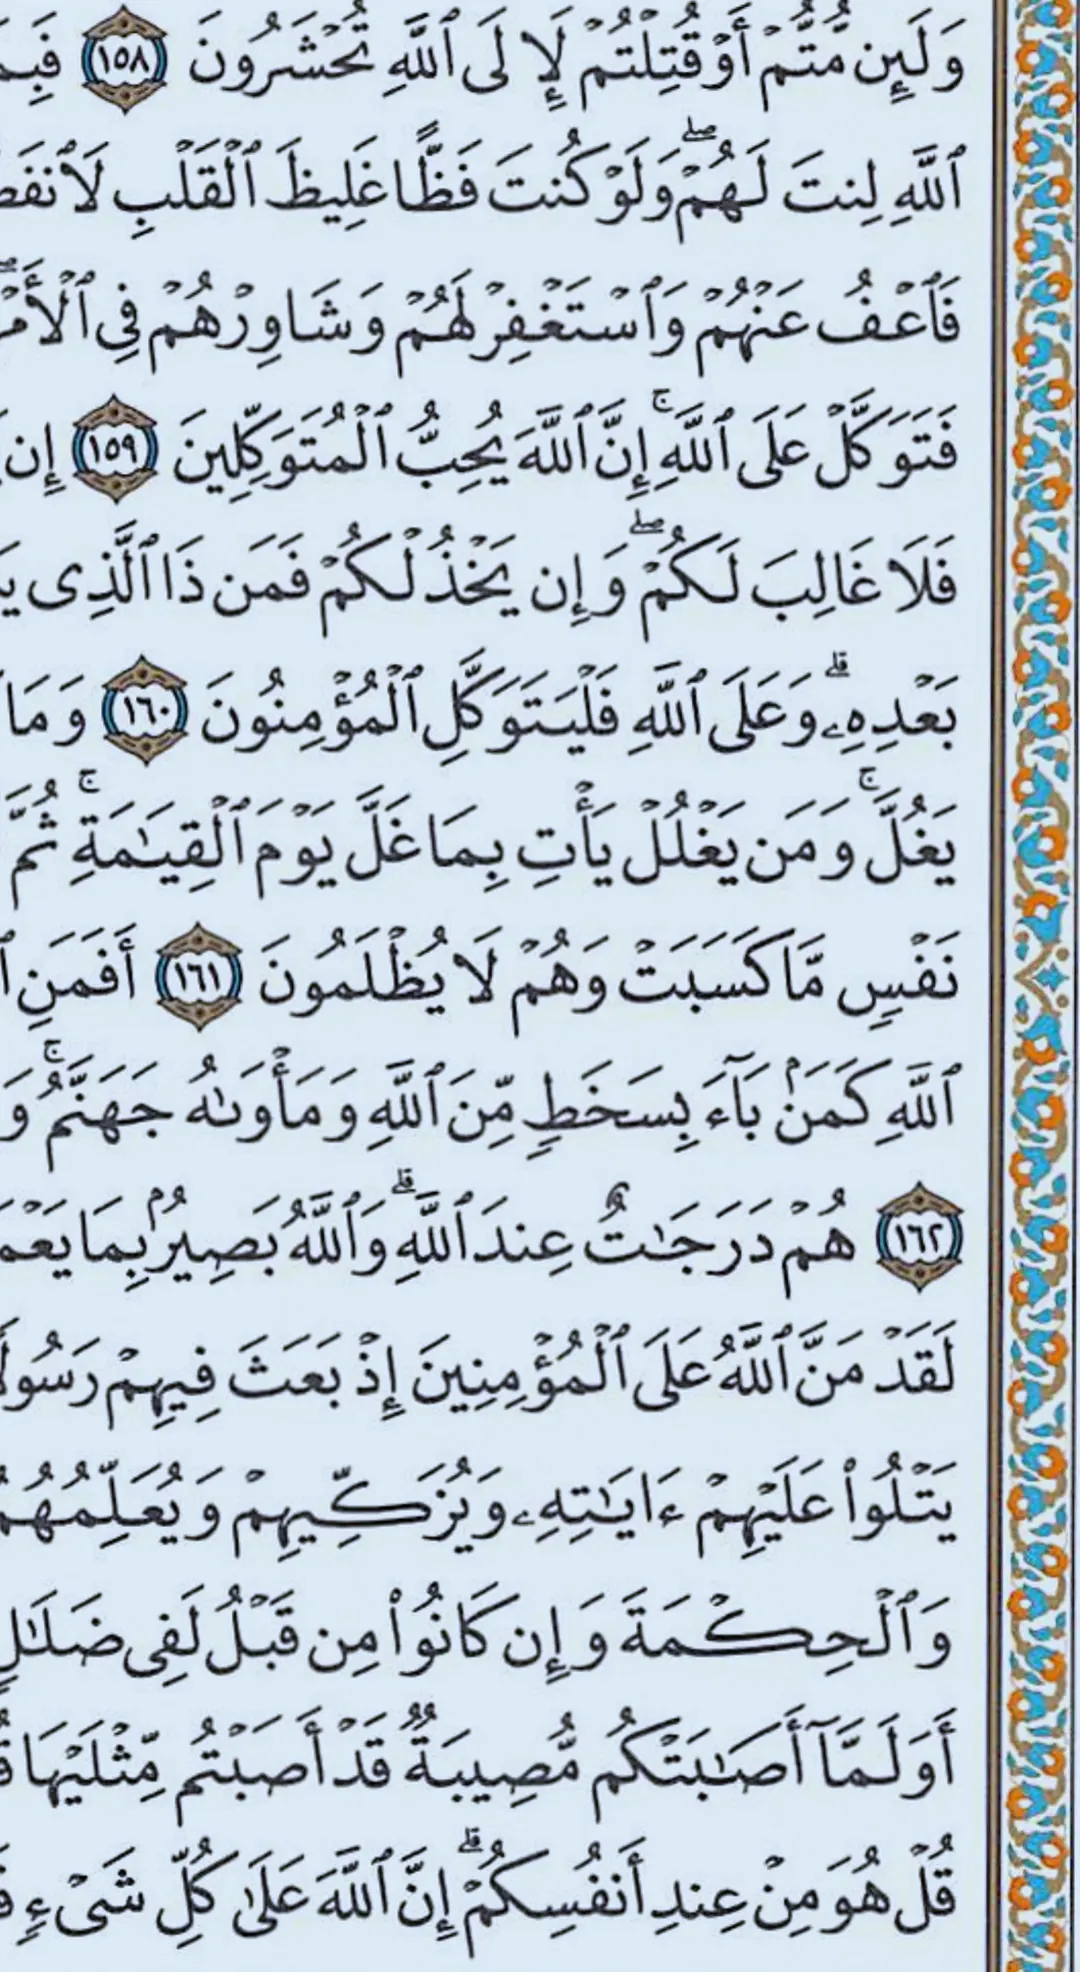 وَلَئِن مُّتُّمْ أَوْ قُتِلْتُمْ لَإِلَى ٱللَّهِ تُحْشَرُونَ ١٥٨
ٱللَّهِ لِنتَ لَهُمْ ۖ وَلَوْ كُنتَ فَظًّا غَلِيظَ ٱلْقَلْبِ
فَٱعْفُ عَنْهُمْ وَٱسْتَغْفِرْ لَهُمْ وَشَاوِرْهُمْ فِى ٱلْأَمْرِ ۖ
فَتَوَكَّلْ عَلَى ٱللَّهِ ۚ إِنَّ ٱللَّهَ يُحِبُّ ٱلْمُتَوَكِّلِينَ ١٥٩ إِن
فَلَا غَالِبَ لَكُمْ ۖ وَإِن يَخْذُلْكُمْ فَمَن ذَا ٱلَّذِى
بَعْدِهِۦ ۗ وَعَلَى ٱللَّهِ فَلْيَتَوَكَّلِ ٱلْمُؤْمِنُونَ ١٦٠ وَمَا
يَغُلَّ ۚ وَمَن يَغْلُلْ يَأْتِ بِمَا غَلَّ يَوْمَ ٱلْقِيَـٰمَةِ ۚ ثُمَّ
نَفْسٍ مَّا كَسَبَتْ وَهُمْ لَا يُظْلَمُونَ ١٦١ أَفَمَنِ
ٱللَّهِ كَمَنۢ بَآءَ بِسَخَطٍ مِّنَ ٱللَّهِ وَمَأْوَىٰهُ جَهَنَّمُ ۚ
١٦٢ هُمْ دَرَجَـٰتٌ عِندَ ٱللَّهِ ۗ وَٱللَّهُ بَصِيرٌۢ بِمَا
لَقَدْ مَنَّ ٱللَّهُ عَلَى ٱلْمُؤْمِنِينَ إِذْ بَعَثَ فِيهِمْ رَسُولًا
يَتْلُوا۟ عَلَيْهِمْ ءَايَـٰتِهِۦ وَيُزَكِّيهِمْ وَيُعَلِّمُهُمُ
وَٱلْحِكْمَةَ وَإِن كَانُوا۟ مِن قَبْلُ لَفِى ضَلَـٰلٍ
أَوَلَمَّآ أَصَـٰبَتْكُم مُّصِيبَةٌ قَدْ أَصَبْتُم مِّثْلَيْهَا
قُلْ هُوَ مِنْ عِندِ أَنفُسِكُمْ ۗ إِنَّ ٱللَّهَ عَلَىٰ كُلِّ شَىْءٍ